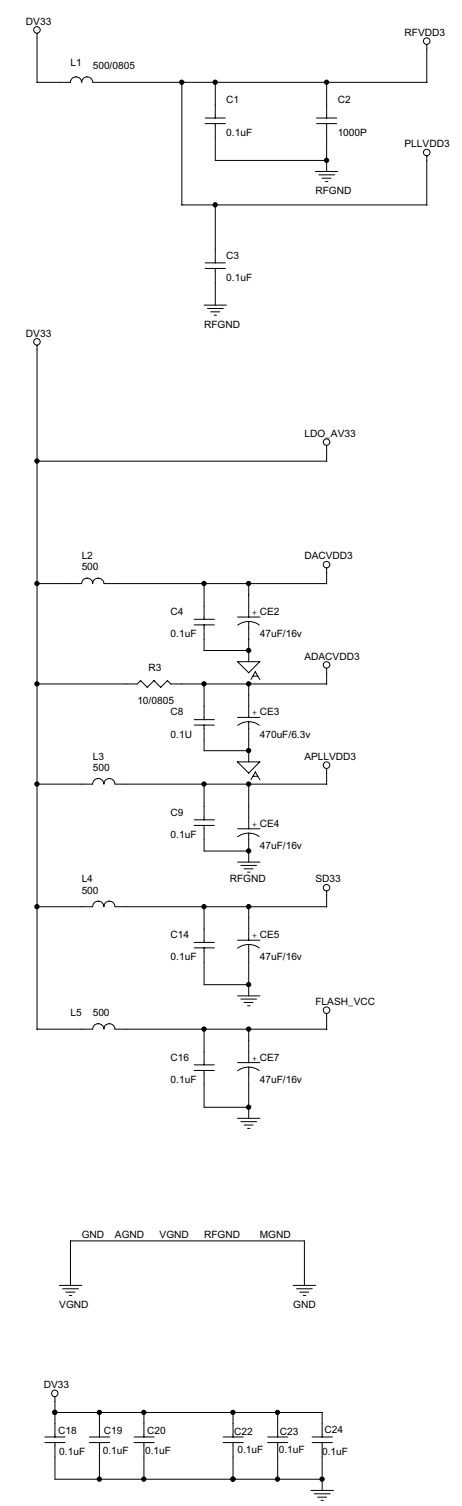 DV33
RFVDD3
L1 500/0805
C1
C2
0.1uF
1000P
PLLVDD3
RFGND
C3
0.1uF
RFGND
DV33
LDO_AV33
L2
500
DACVDD3
C4
+ CE2
0.1uF
47uF/16v
A
R3
ADACVDD3
10/0805
C8
+ CE3
0.1U
470uF/6.3v
A
L3
500
APLLVDD3
C9
+ CE4
0.1uF
47uF/16v
RFGND
L4
500
SD33
C14
+ CE5
0.1uF
47uF/16v
L5 500
FLASH_VCC
C16
+ CE7
0.1uF
47uF/16v
GND AGND VGND RFGND MGND
VGND
GND
DV33
C18 C19 C20 C22 C23 C24
0.1uF 0.1uF 0.1uF 0.1uF 0.1uF 0.1uF